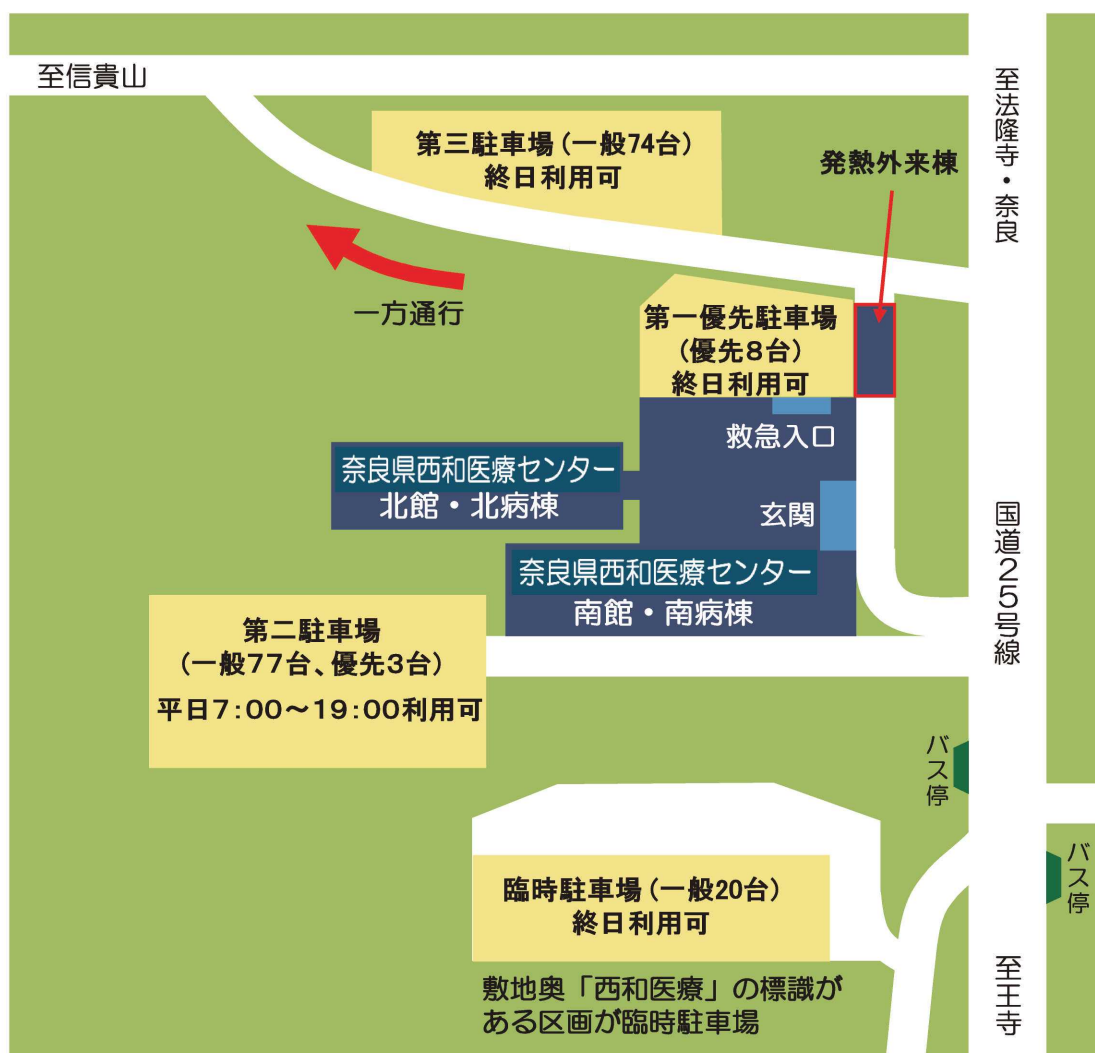 至信貴山
至法隆寺・奈良
第三駐車場(一般74台)
終日利用可
発熱外来棟
一方通行
第一優先駐車場
(優先8台)
終日利用可
救急入口
奈良県西和医療センター
北館・北病棟
玄関
国道25号線
奈良県西和医療センター
南館・南病棟
第二駐車場
(一般77台、優先3台)
平日7:00〜19:00利用可
バス停
バス停
臨時駐車場(一般20台)
終日利用可
敷地奥「西和医療」の標識が
ある区画が臨時駐車場
至王寺